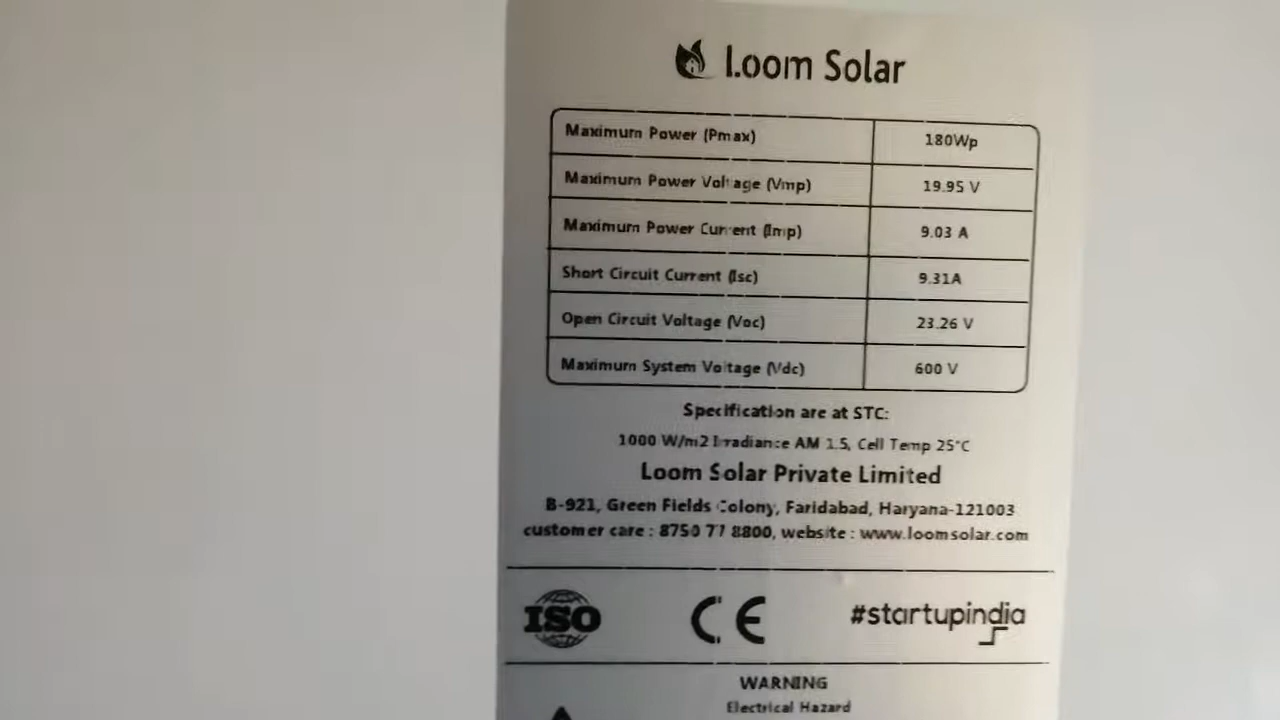 Loom Solar
Maximum Power (Pmax) 180Wp
Maximum Power Voltage (Vmp) 19.95 V
Maximum Power Current (Imp) 9.03 A
Short Circuit Current (Isc) 9.31A
Open Circuit Voltage (Voc) 23.26 V
Maximum System Voltage (Vdc) 600 V
Specification are at STC:
1000 W/m2 Irradiance AM 1.5, Cell Temp 25°C
Loom Solar Private Limited
B-921, Green Fields Colony, Faridabad, Haryana-121003
customer care : 8750 77 8800, website : www.loomsolar.com
ISO CE #startupindia
WARNING
Electrical Hazard